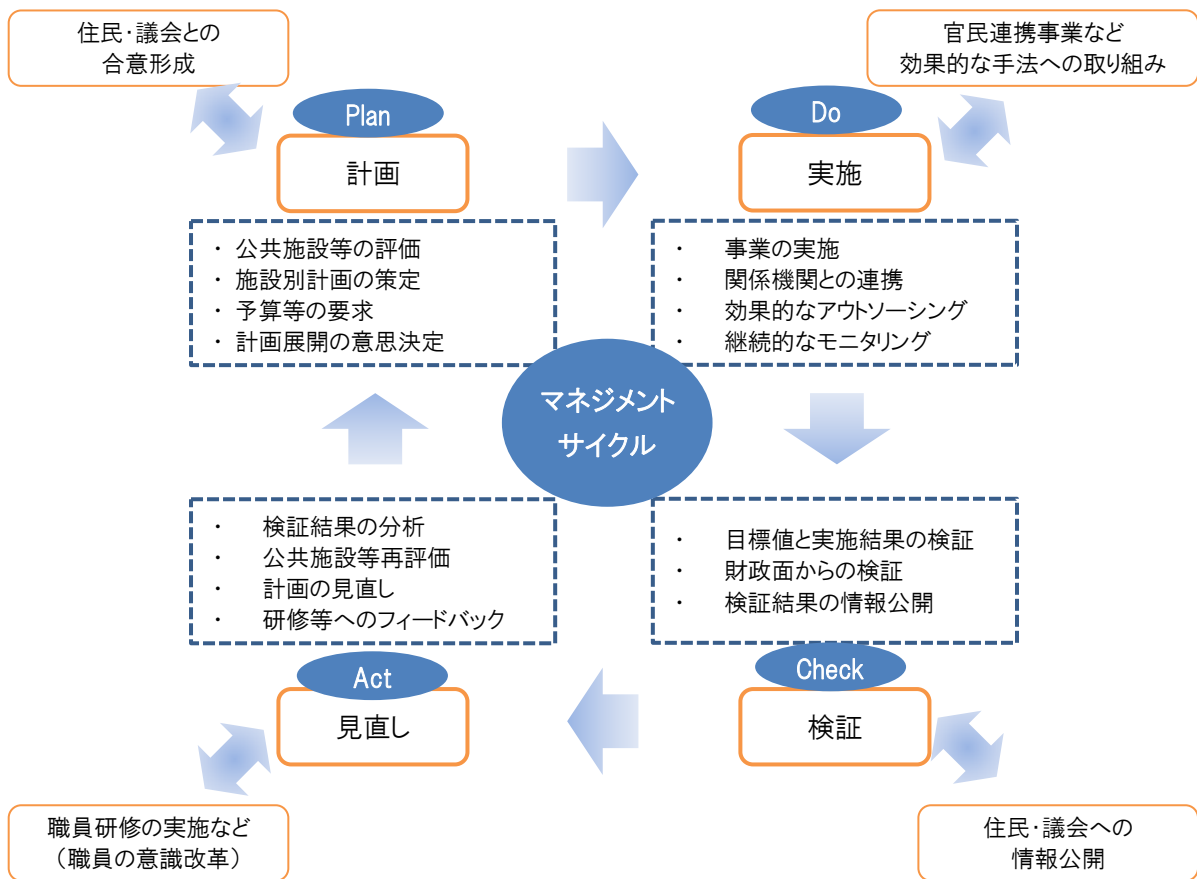 住民・議会との
合意形成
官民連携事業など
効果的な手法への取り組み
Plan
計画
Do
実施
・ 公共施設等の評価
・ 施設別計画の策定
・ 予算等の要求
・ 計画展開の意思決定
・ 事業の実施
・ 関係機関との連携
・ 効果的なアウトソーシング
・ 継続的なモニタリング
マネジメント
サイクル
・ 検証結果の分析
・ 公共施設等再評価
・ 計画の見直し
・ 研修等へのフィードバック
・ 目標値と実施結果の検証
・ 財政面からの検証
・ 検証結果の情報公開
Act
見直し
Check
検証
職員研修の実施など
（職員の意識改革）
住民・議会への
情報公開